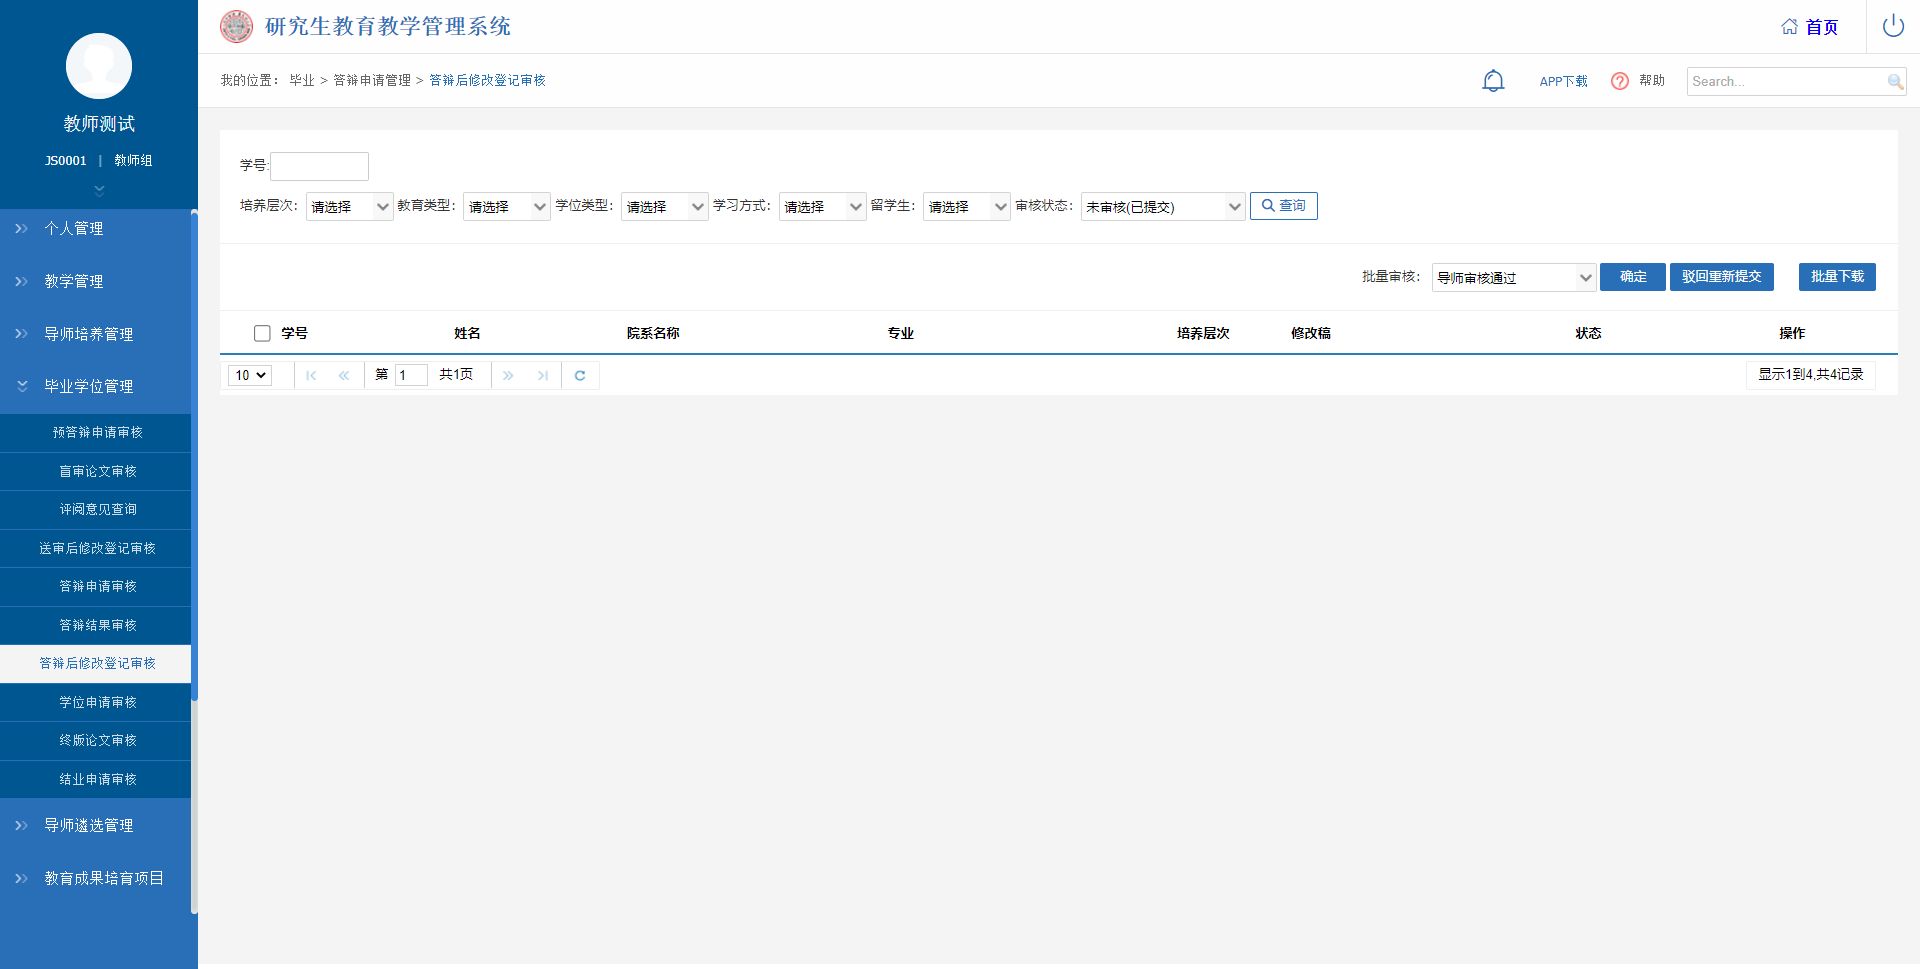 教师测试
JS0001 | 教师组
个人管理
教学管理
导师培养管理
毕业学位管理
预答辩申请审核
盲审论文审核
评阅意见查询
送审后修改登记审核
答辩申请审核
答辩结果审核
答辩后修改登记审核
学位申请审核
终版论文审核
结业申请审核
导师遴选管理
教育成果培育项目
研究生教育教学管理系统
首页
我的位置： 毕业 > 答辩申请管理 > 答辩后修改登记审核
APP下载 帮助 Search...
学号:
培养层次： 请选择 教育类型： 请选择 学位类型： 请选择 学习方式： 请选择 留学生： 请选择 审核状态： 未审核(已提交) 查询
批量审核： 导师审核通过 确定 驳回重新提交 批量下载
学号 姓名 院系名称 专业 培养层次 修改稿 状态 操作
10 第 1 共1页 显示1到4,共4记录